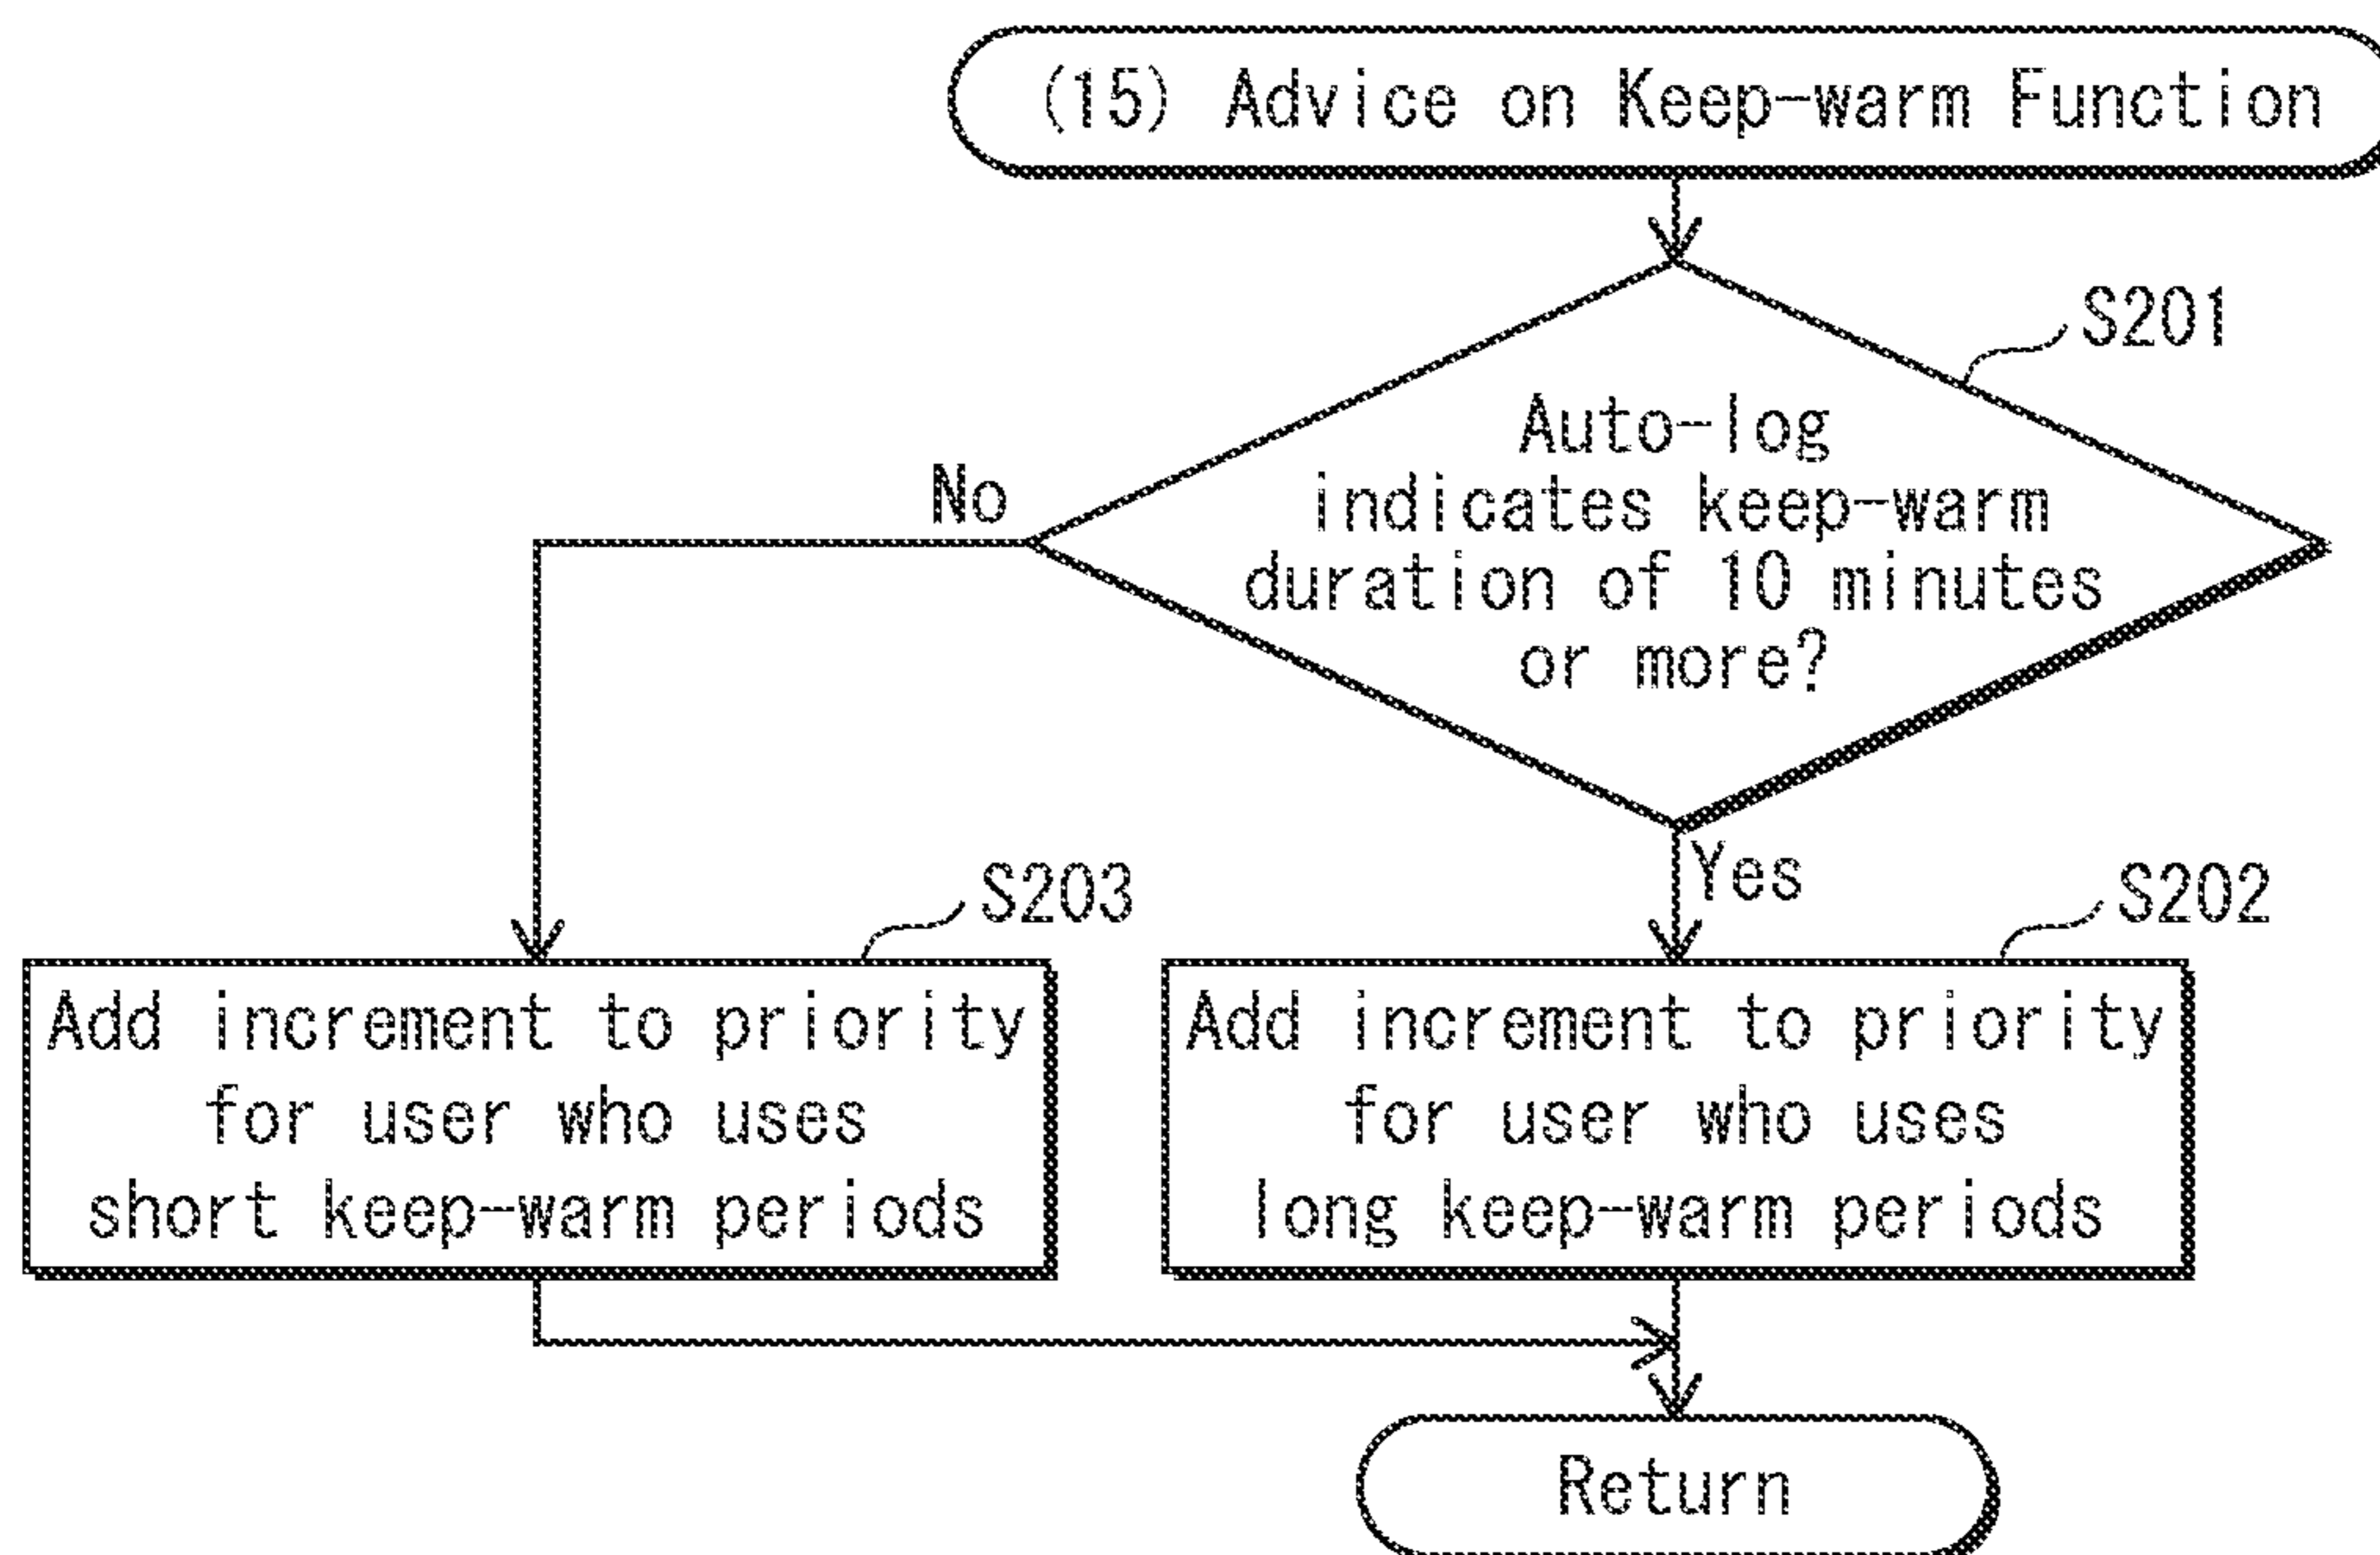 (15) Advice on Keep-warm Function
S201
Auto-log
indicates keep-warm
duration of 10 minutes
or more?
No
Yes
S203
Add increment to priority
for user who uses
short keep-warm periods
S202
Add increment to priority
for user who uses
long keep-warm periods
Return